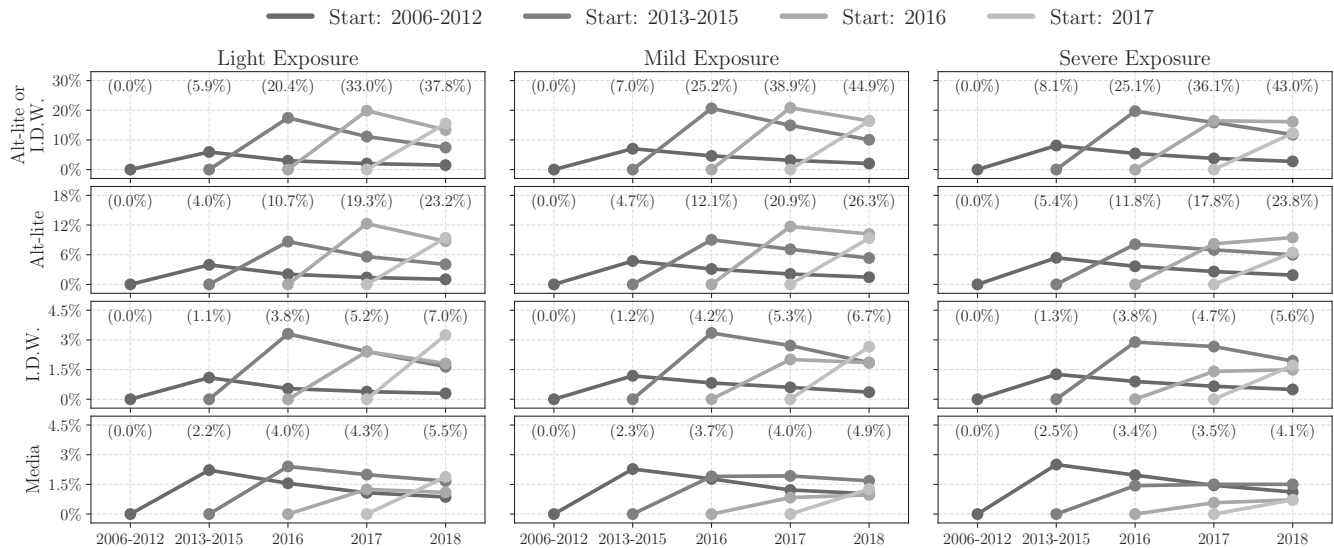 Start: 2006-2012 Start: 2013-2015 Start: 2016 Start: 2017
Light Exposure Mild Exposure Severe Exposure
Alt-lite or
I.D.W.
30%
20%
10%
0%
(0.0%) (5.9%) (20.4%) (33.0%) (37.8%)
(0.0%) (7.0%) (25.2%) (38.9%) (44.9%)
(0.0%) (8.1%) (25.1%) (36.1%) (43.0%)
Alt-lite
18%
12%
6%
0%
(0.0%) (4.0%) (10.7%) (19.3%) (23.2%)
(0.0%) (4.7%) (12.1%) (20.9%) (26.3%)
(0.0%) (5.4%) (11.8%) (17.8%) (23.8%)
I.D.W.
4.5%
3%
1.5%
0%
(0.0%) (1.1%) (3.8%) (5.2%) (7.0%)
(0.0%) (1.2%) (4.2%) (5.3%) (6.7%)
(0.0%) (1.3%) (3.8%) (4.7%) (5.6%)
Media
4.5%
3%
1.5%
0%
(0.0%) (2.2%) (4.0%) (4.3%) (5.5%)
(0.0%) (2.3%) (3.7%) (4.0%) (4.9%)
(0.0%) (2.5%) (3.4%) (3.5%) (4.1%)
2006-2012 2013-2015 2016 2017 2018
2006-2012 2013-2015 2016 2017 2018
2006-2012 2013-2015 2016 2017 2018